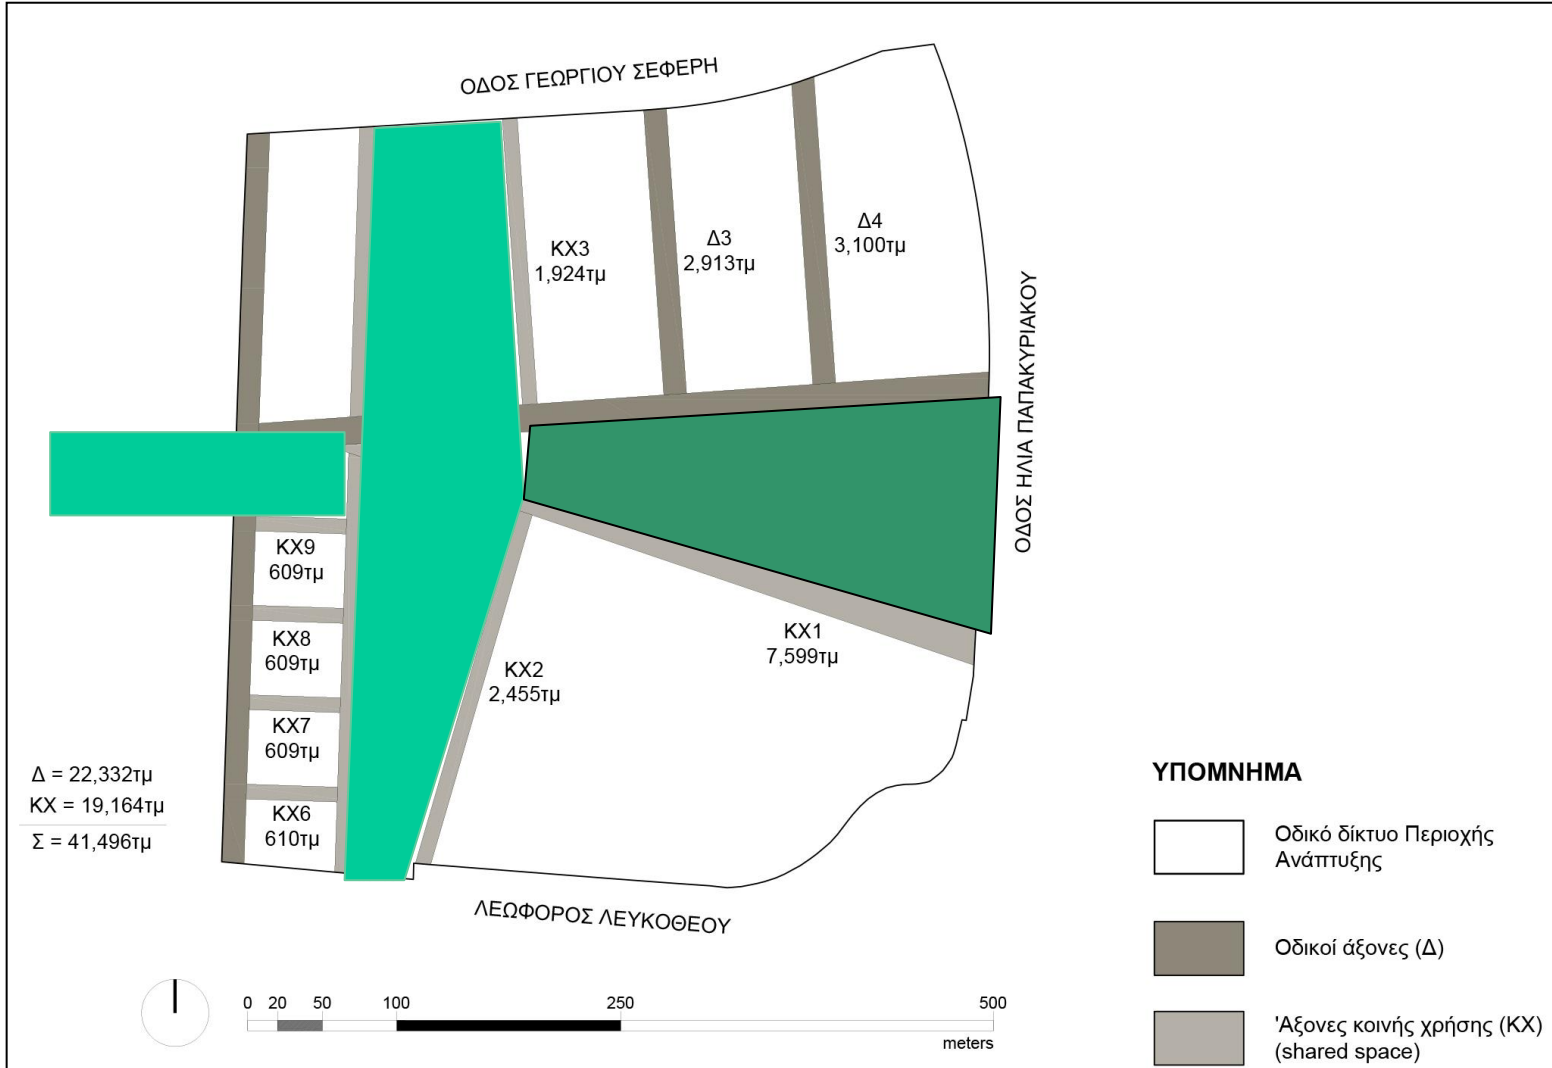 ΟΔΟΣ ΓΕΩΡΓΙΟΥ ΣΕΦΕΡΗ
ΚΧ3
1,924τμ
Δ3
2,913τμ
Δ4
3,100τμ
ΟΔΟΣ ΗΛΙΑ ΠΑΠΑΚΥΡΙΑΚΟΥ
ΚΧ9
609τμ
ΚΧ8
609τμ
ΚΧ7
609τμ
ΚΧ6
610τμ
ΚΧ2
2,455τμ
ΚΧ1
7,599τμ
Δ = 22,332τμ
ΚΧ = 19,164τμ
Σ = 41,496τμ
ΛΕΩΦΟΡΟΣ ΛΕΥΚΟΘΕΟΥ
0 20 50 100 250 500
meters
ΥΠΟΜΝΗΜΑ
Οδικό δίκτυο Περιοχής
Ανάπτυξης
Οδικοί άξονες (Δ)
'Αξονες κοινής χρήσης (ΚΧ)
(shared space)